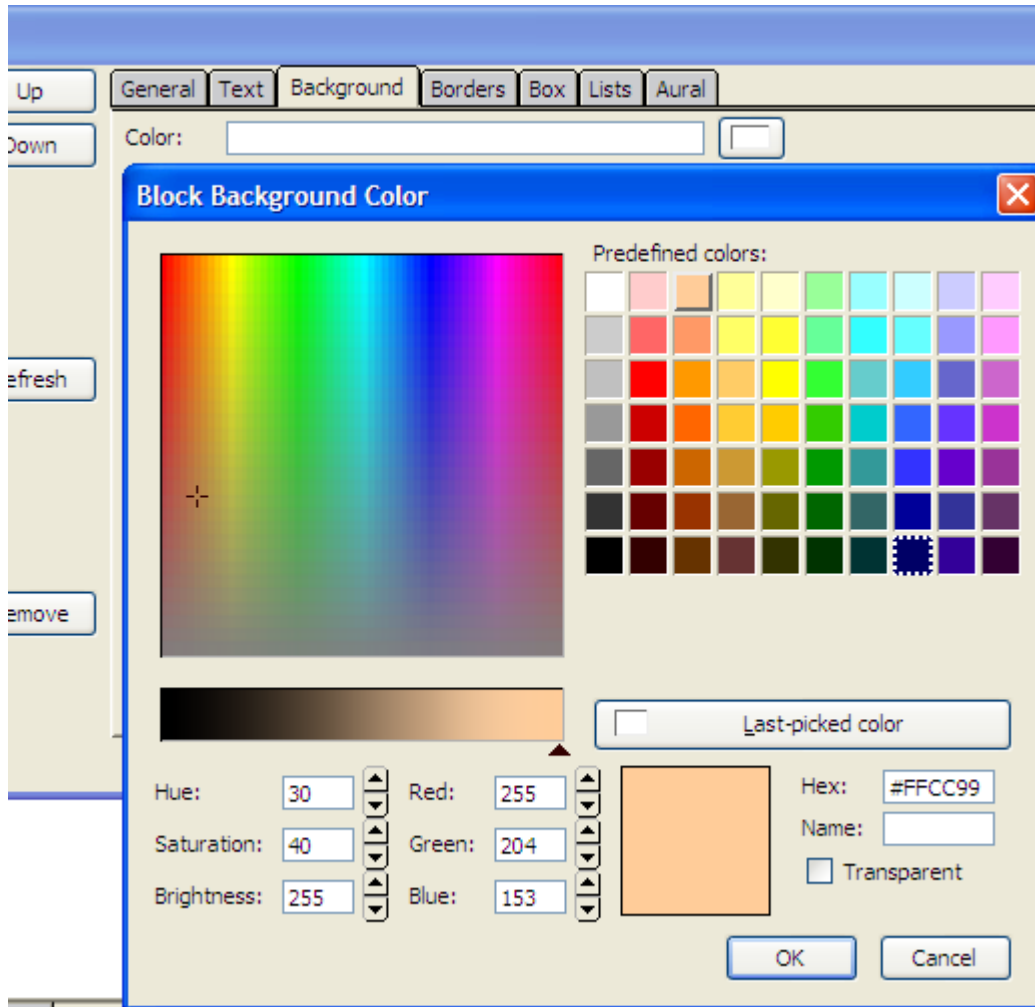 Up
Down
efresh
emove
General Text Background Borders Box Lists Aural
Color:
Block Background Color
Predefined colors:
Last-picked color
Hue: 30 Red: 255
Saturation: 40 Green: 204
Brightness: 255 Blue: 153
Hex: #FFCC99
Name:
Transparent
OK Cancel